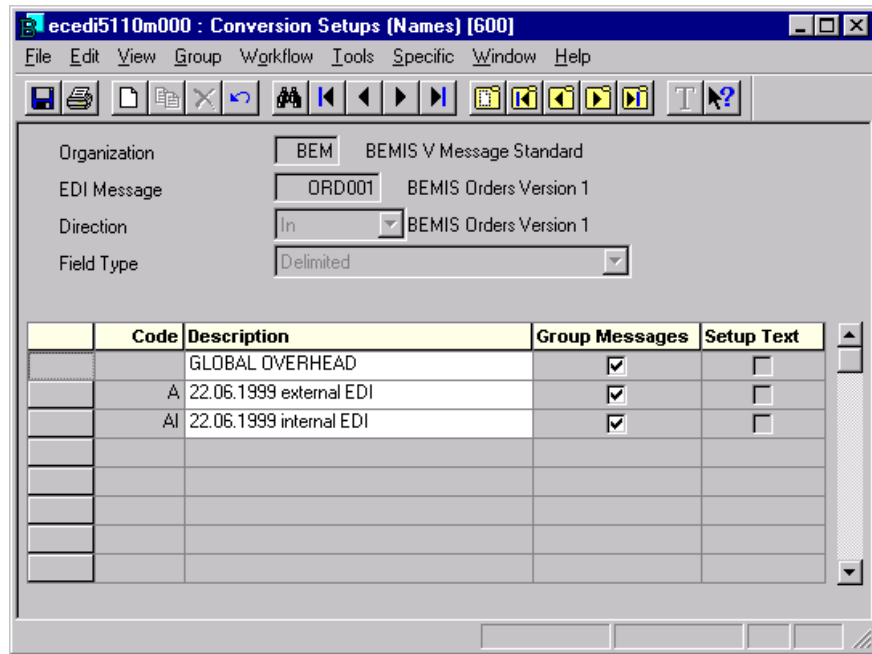 ecedi5110m000 : Conversion Setups (Names) [600]
File Edit View Group Workflow Tools Specific Window Help
T ?
Organization BEM BEMIS V Message Standard
EDI Message ORD001 BEMIS Orders Version 1
Direction In BEMIS Orders Version 1
Field Type Delimited
Code Description Group Messages Setup Text
GLOBAL OVERHEAD
A 22.06.1999 external EDI
AI 22.06.1999 internal EDI